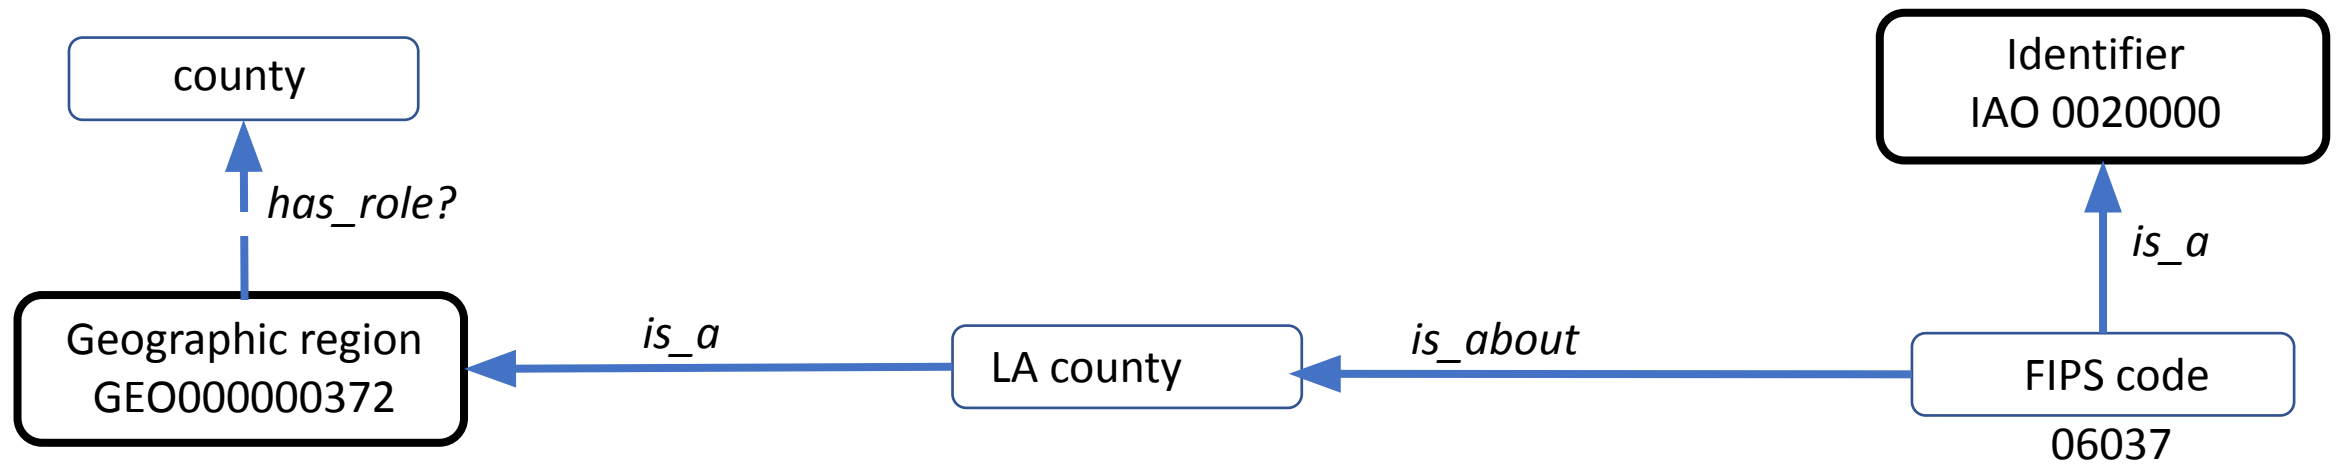 county
Identifier
IAO 0020000
has_role?
is_a
Geographic region
GEO000000372
is_a
LA county
is_about
FIPS code
06037